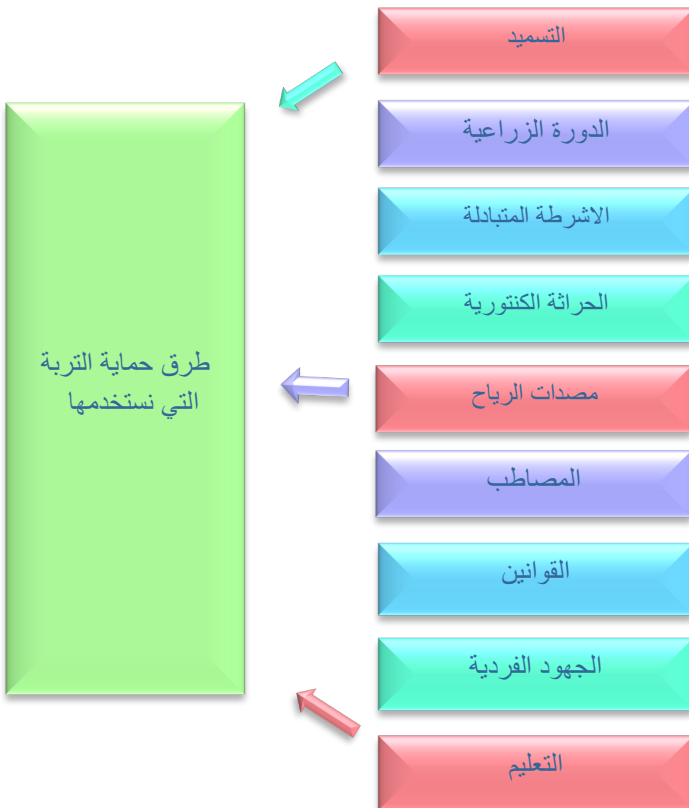 التسميد
الدورة الزراعية
الاشرطة المتبادلة
الحراثة الكنتورية
مصدات الرياح
المصاطب
القوانين
الجهود الفردية
التعليم
طرق حماية التربة
التي نستخدمها